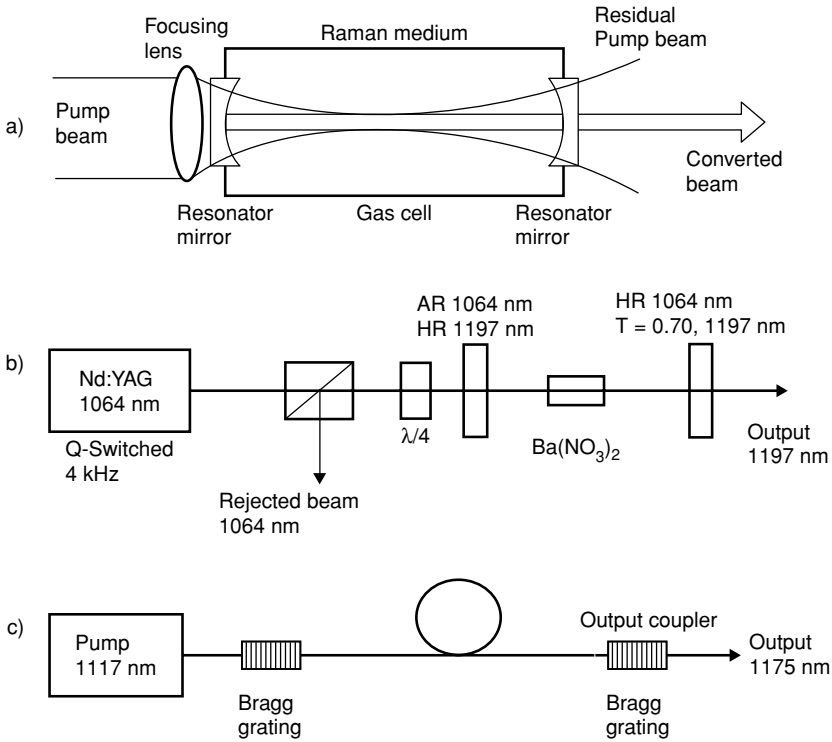 a)
Focusing
lens
Raman medium
Residual
Pump beam
Pump
beam
Converted
beam
Resonator
mirror
Gas cell
Resonator
mirror
b)
Nd:YAG
1064 nm
Q-Switched
4 kHz
Rejected beam
1064 nm
λ/4
AR 1064 nm
HR 1197 nm
Ba(NO₃)₂
HR 1064 nm
T = 0.70, 1197 nm
Output
1197 nm
c)
Pump
1117 nm
Bragg
grating
Output coupler
Bragg
grating
Output
1175 nm